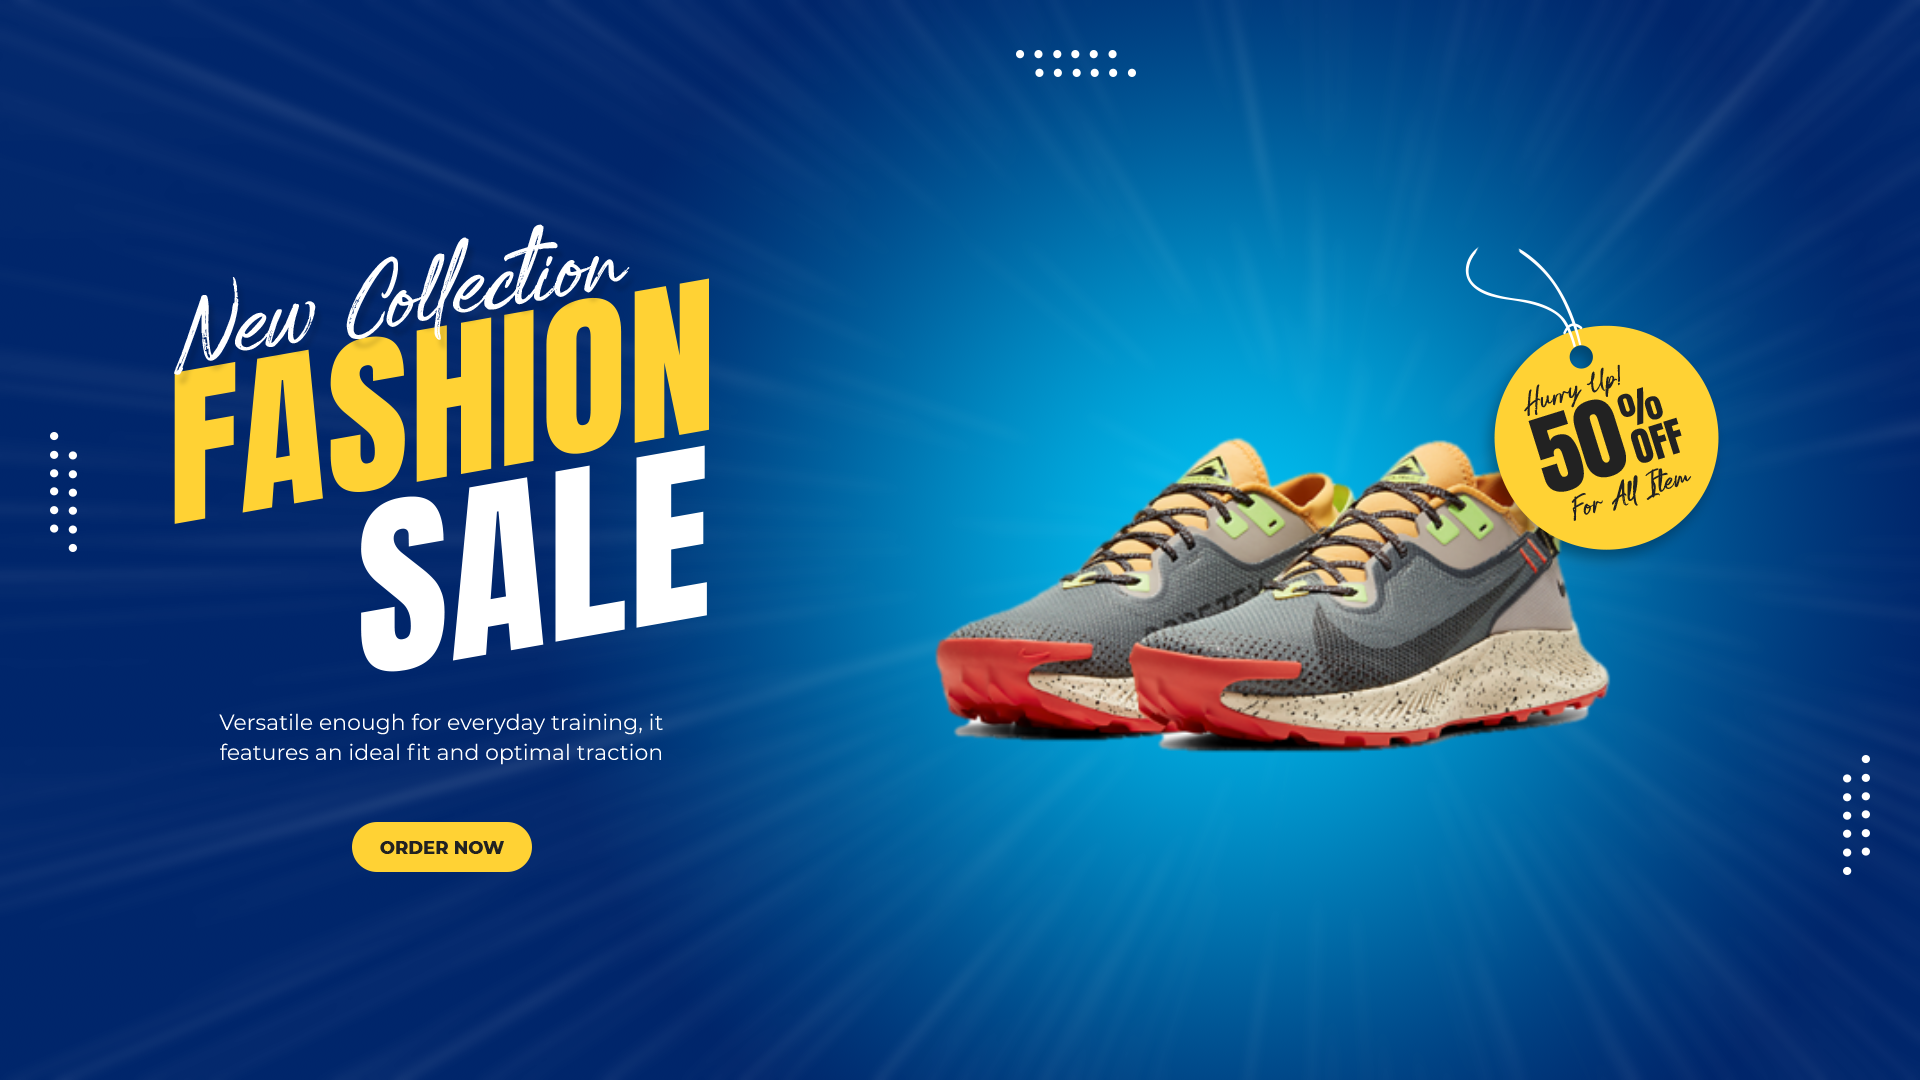 New Collection
FASHION
SALE
Versatile enough for everyday training, it
features an ideal fit and optimal traction
ORDER NOW
Hurry Up!
50%
OFF
For All Item